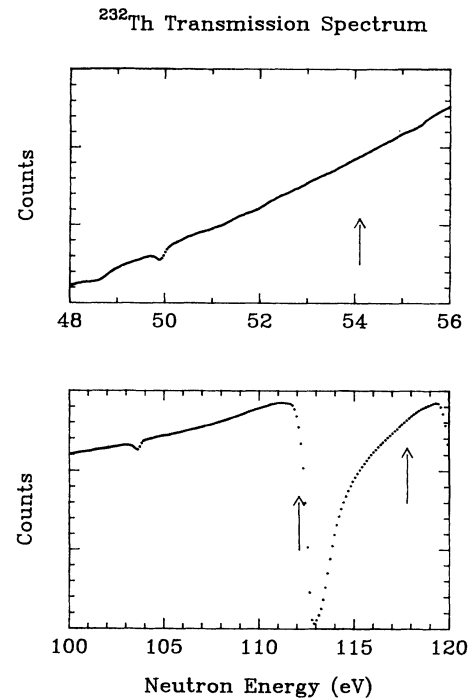 ²³²Th Transmission Spectrum
Counts
48 50 52 54 56
Counts
100 105 110 115 120
Neutron Energy (eV)